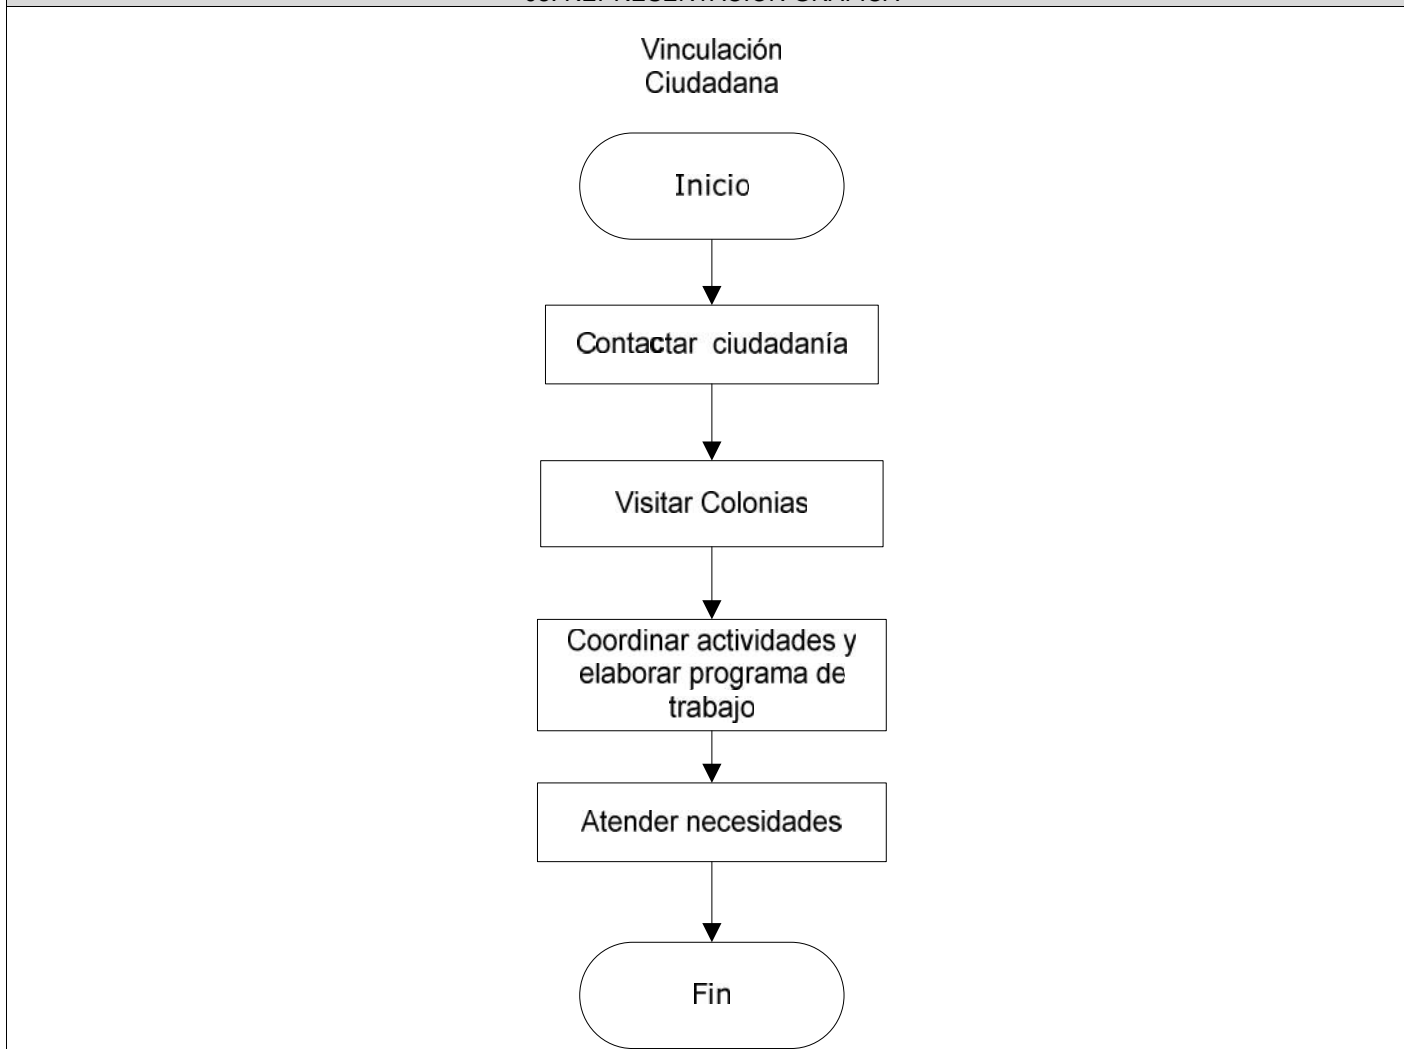 Vinculación
Ciudadana
Inicio
Contactar ciudadanía
Visitar Colonias
Coordinar actividades y
elaborar programa de
trabajo
Atender necesidades
Fin